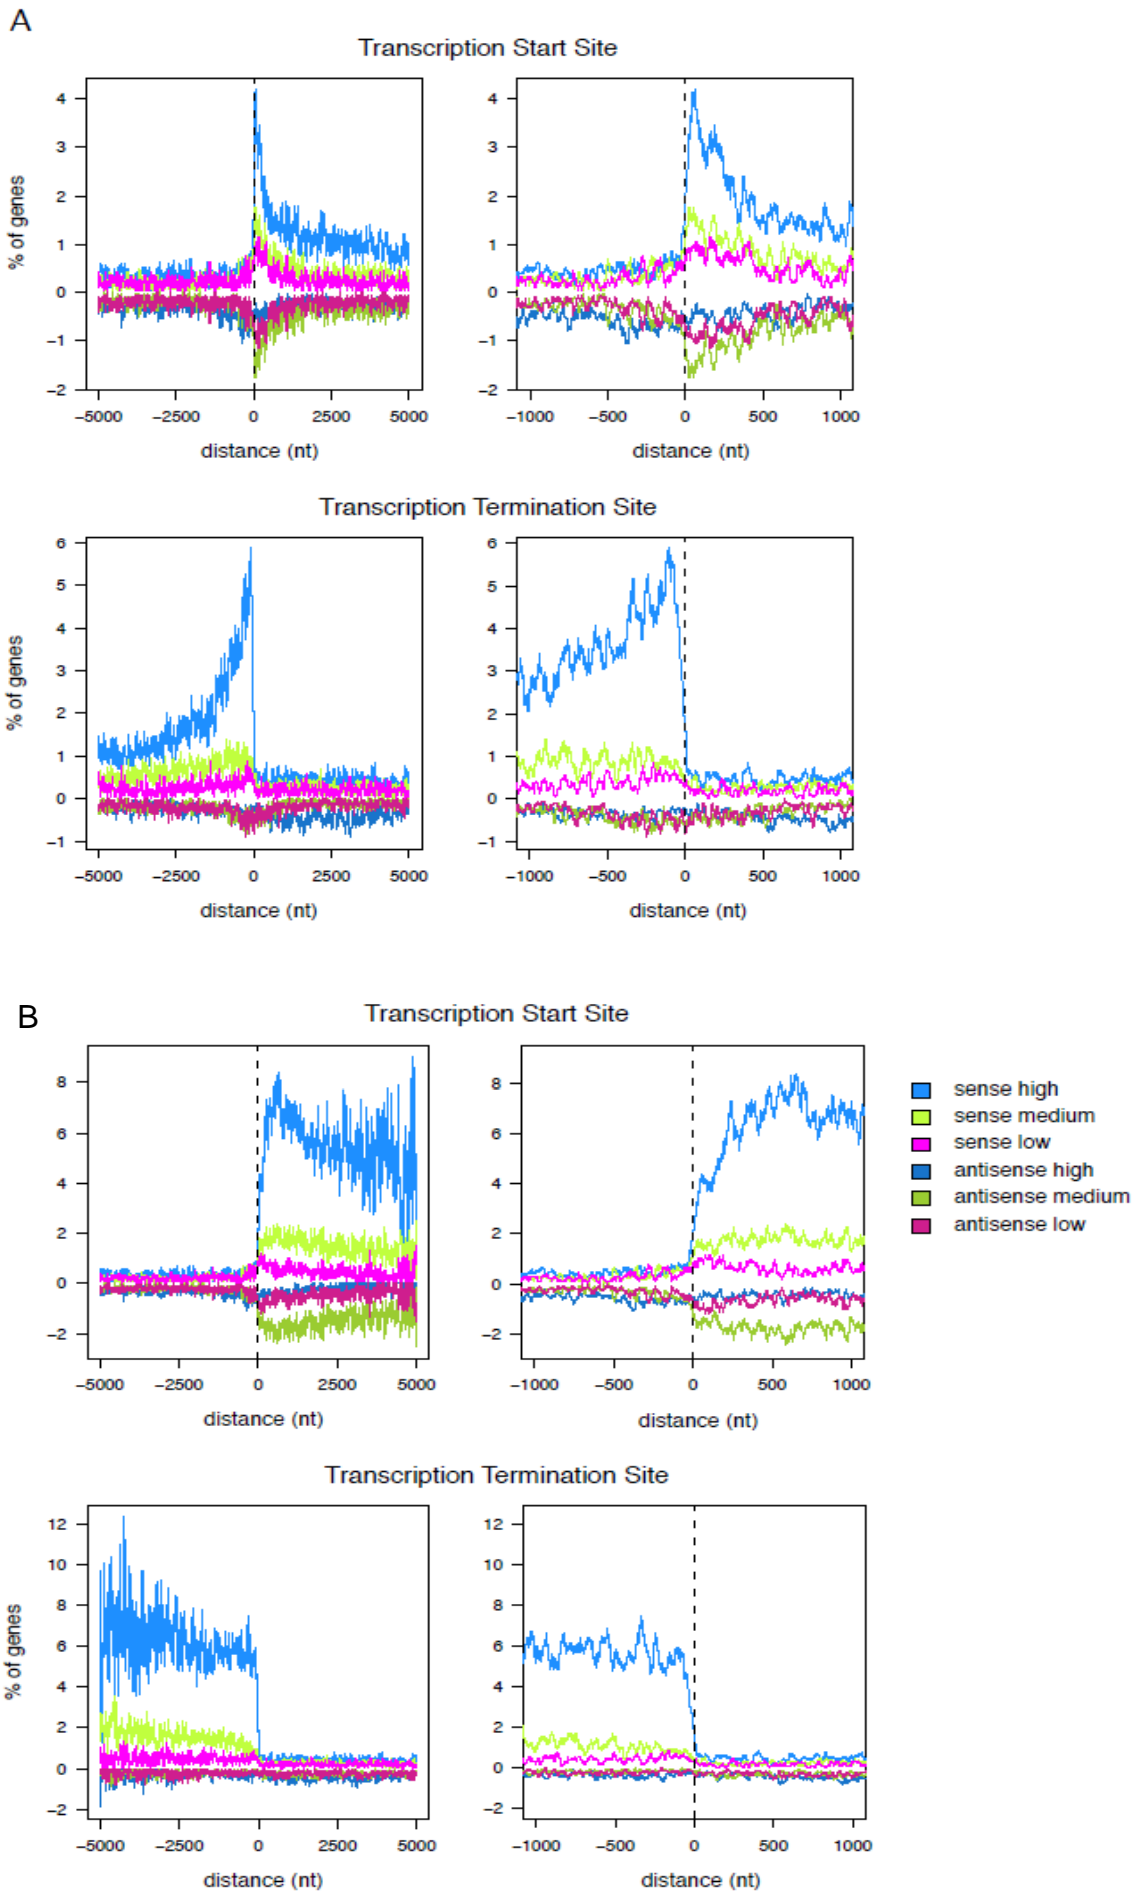 A
Transcription Start Site
% of genes
4
3
2
1
0
−1
−2
−5000 −2500 0 2500 5000
distance (nt)
4
3
2
1
0
−1
−2
−1000 −500 0 500 1000
distance (nt)
Transcription Termination Site
% of genes
6
5
4
3
2
1
0
−1
−5000 −2500 0 2500 5000
distance (nt)
6
5
4
3
2
1
0
−1
−1000 −500 0 500 1000
distance (nt)
B
Transcription Start Site
8
6
4
2
0
−2
−5000 −2500 0 2500 5000
distance (nt)
8
6
4
2
0
−2
−1000 −500 0 500 1000
distance (nt)
sense high
sense medium
sense low
antisense high
antisense medium
antisense low
Transcription Termination Site
% of genes
12
10
8
6
4
2
0
−2
−5000 −2500 0 2500 5000
distance (nt)
12
10
8
6
4
2
0
−2
−1000 −500 0 500 1000
distance (nt)